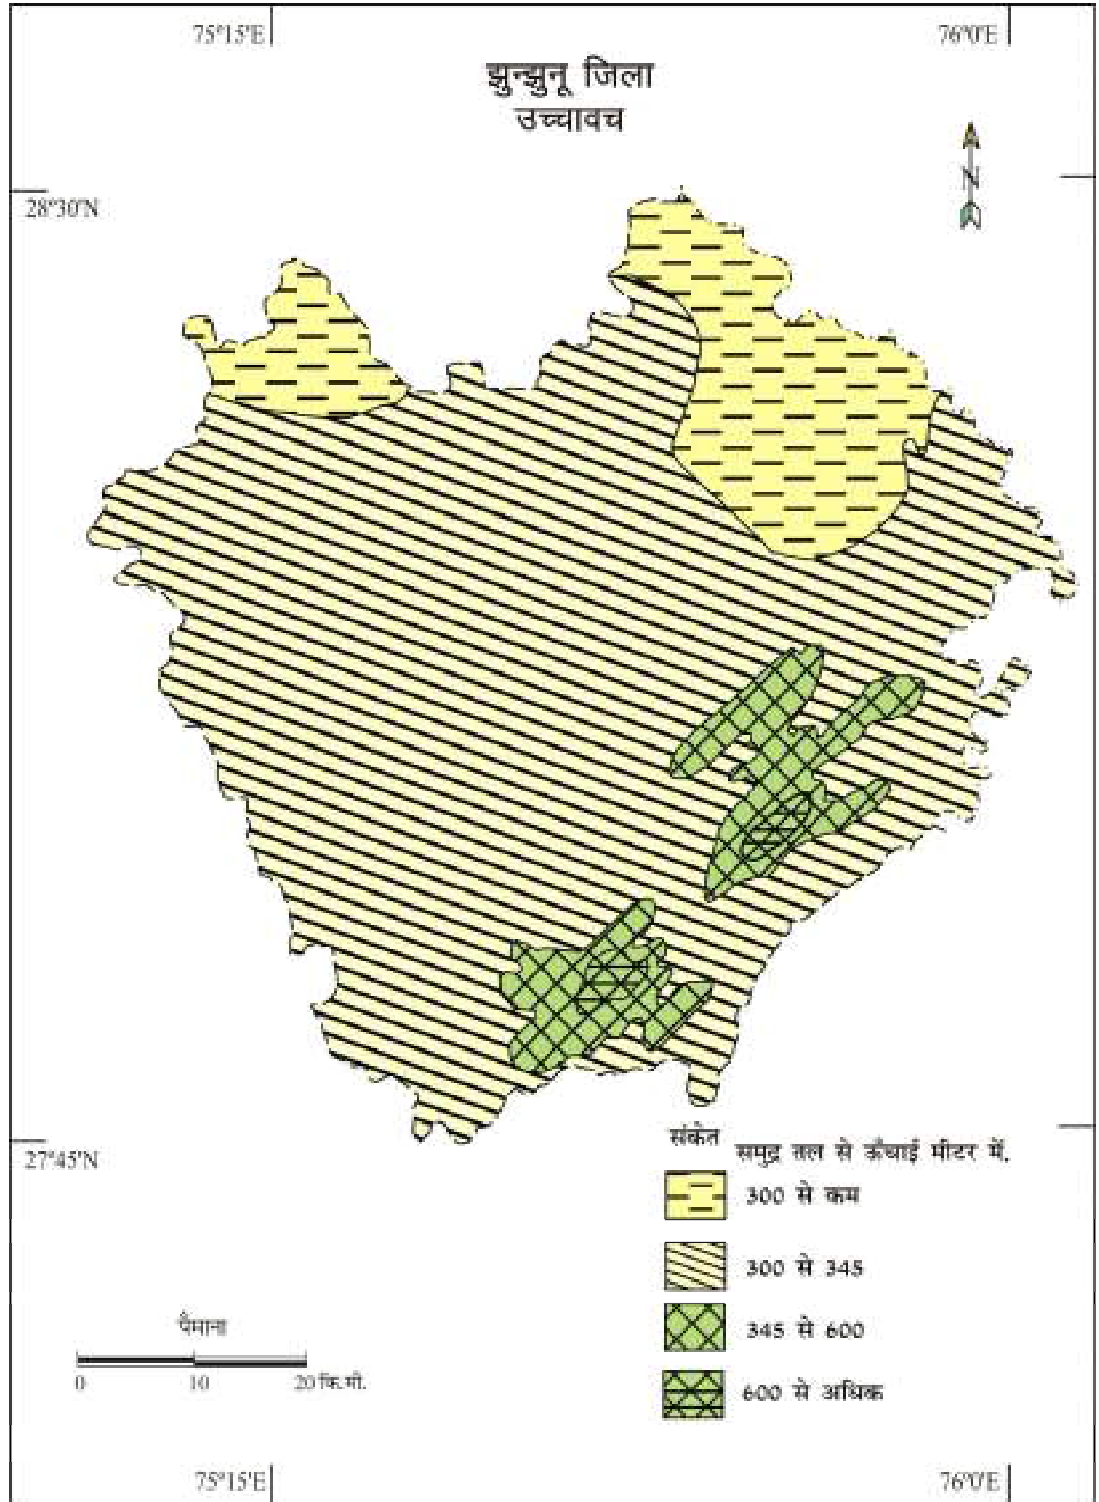 75°15'E 76°0'E
झुन्झुनू जिला
उच्चावच
N
28°30'N
27°45'N
संकेत
समुद्र तल से ऊँचाई मीटर में.
300 से कम
300 से 345
345 से 600
600 से अधिक
पैमाना
0 10 20 कि.मी.
75°15'E 76°0'E